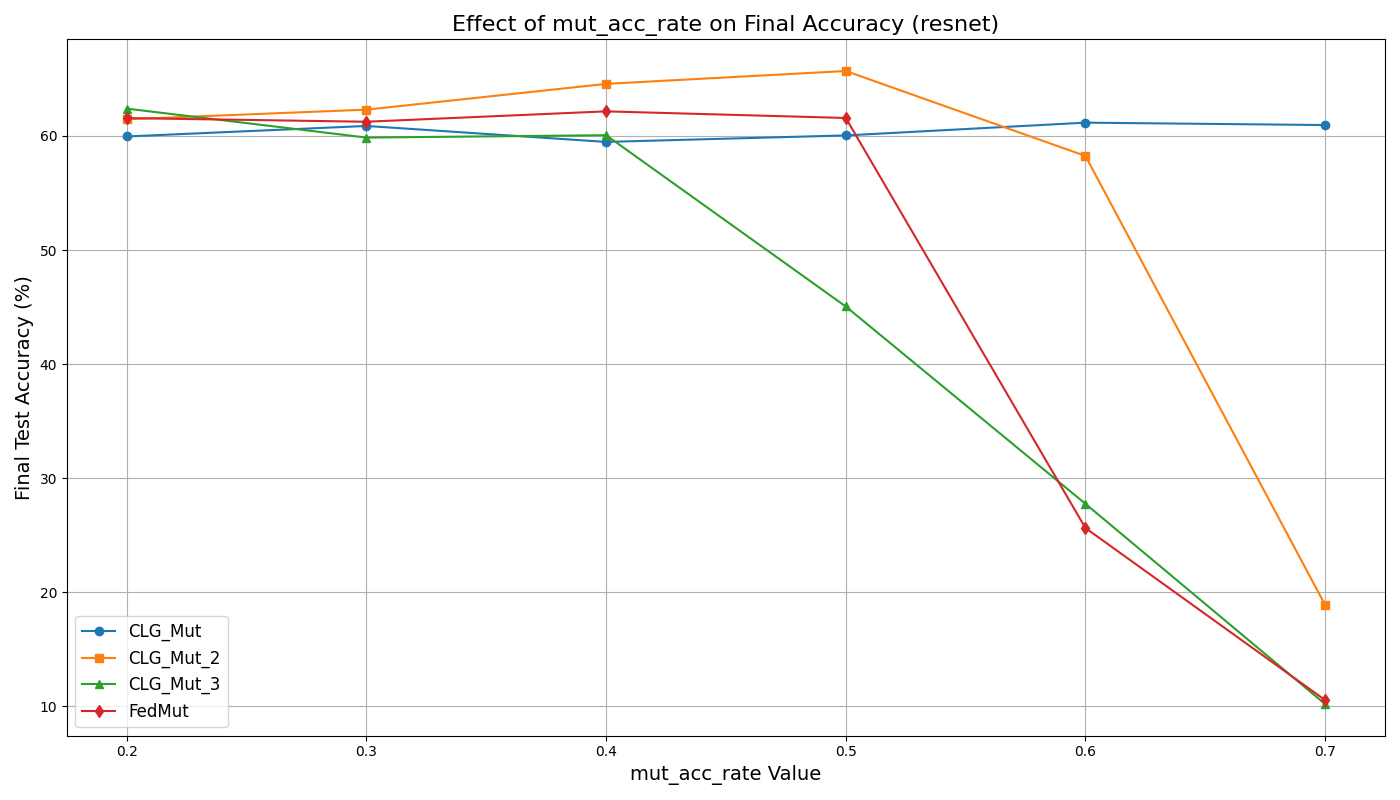 Effect of mut_acc_rate on Final Accuracy (resnet)
Final Test Accuracy (%)
60
50
40
30
20
10
CLG_Mut
CLG_Mut_2
CLG_Mut_3
FedMut
0.2 0.3 0.4 0.5 0.6 0.7
mut_acc_rate Value